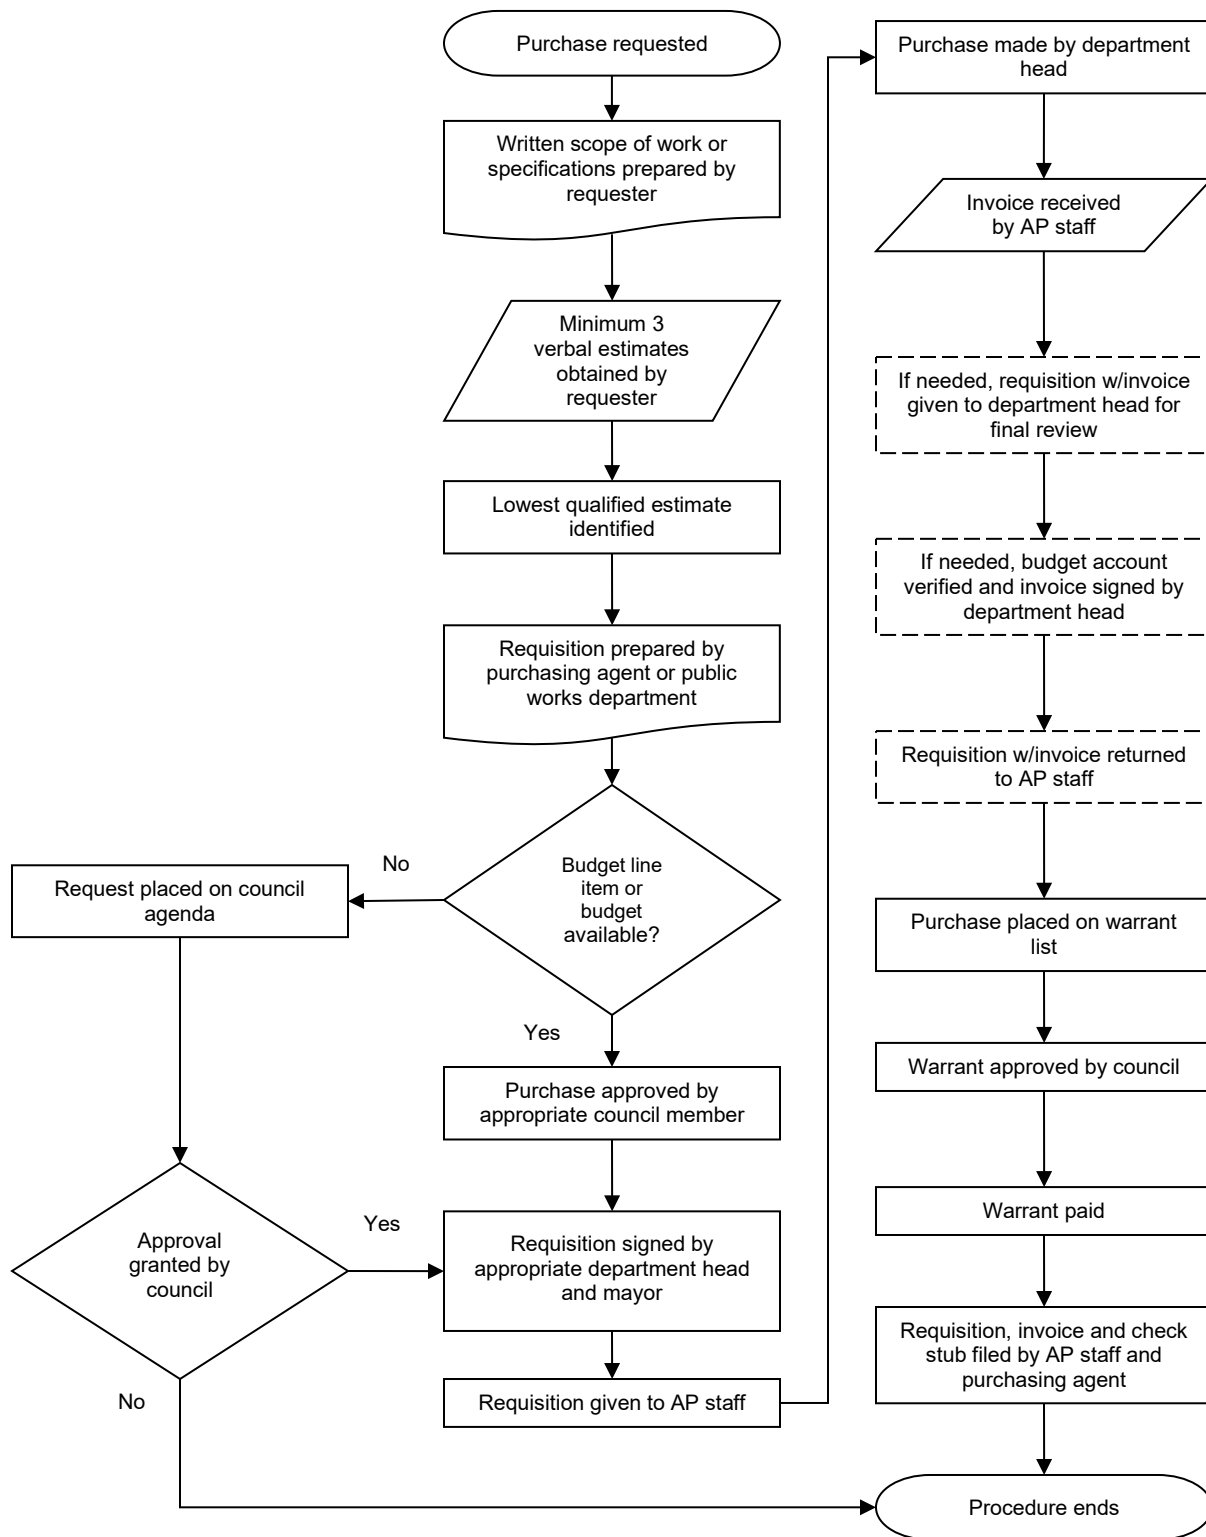 Purchase requested
Written scope of work or
specifications prepared by
requester
Minimum 3
verbal estimates
obtained by
requester
Lowest qualified estimate
identified
Requisition prepared by
purchasing agent or public
works department
Budget line
item or
budget
available?
No
Request placed on council
agenda
Yes
Purchase approved by
appropriate council member
Approval
granted by
council
Yes
Requisition signed by
appropriate department head
and mayor
No
Requisition given to AP staff
Purchase made by department
head
Invoice received
by AP staff
If needed, requisition w/invoice
given to department head for
final review
If needed, budget account
verified and invoice signed by
department head
Requisition w/invoice returned
to AP staff
Purchase placed on warrant
list
Warrant approved by council
Warrant paid
Requisition, invoice and check
stub filed by AP staff and
purchasing agent
Procedure ends